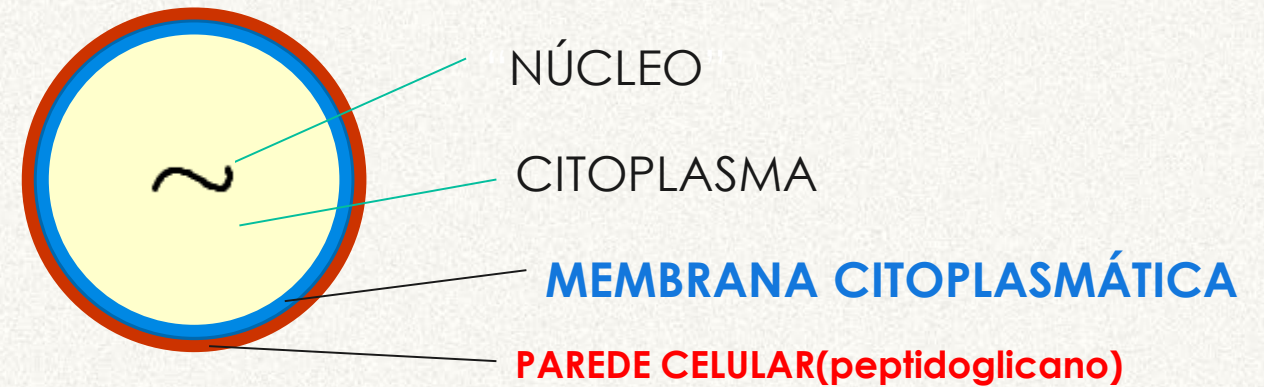 NÚCLEO
CITOPLASMA
MEMBRANA CITOPLASMÁTICA
PAREDE CELULAR(peptidoglicano)